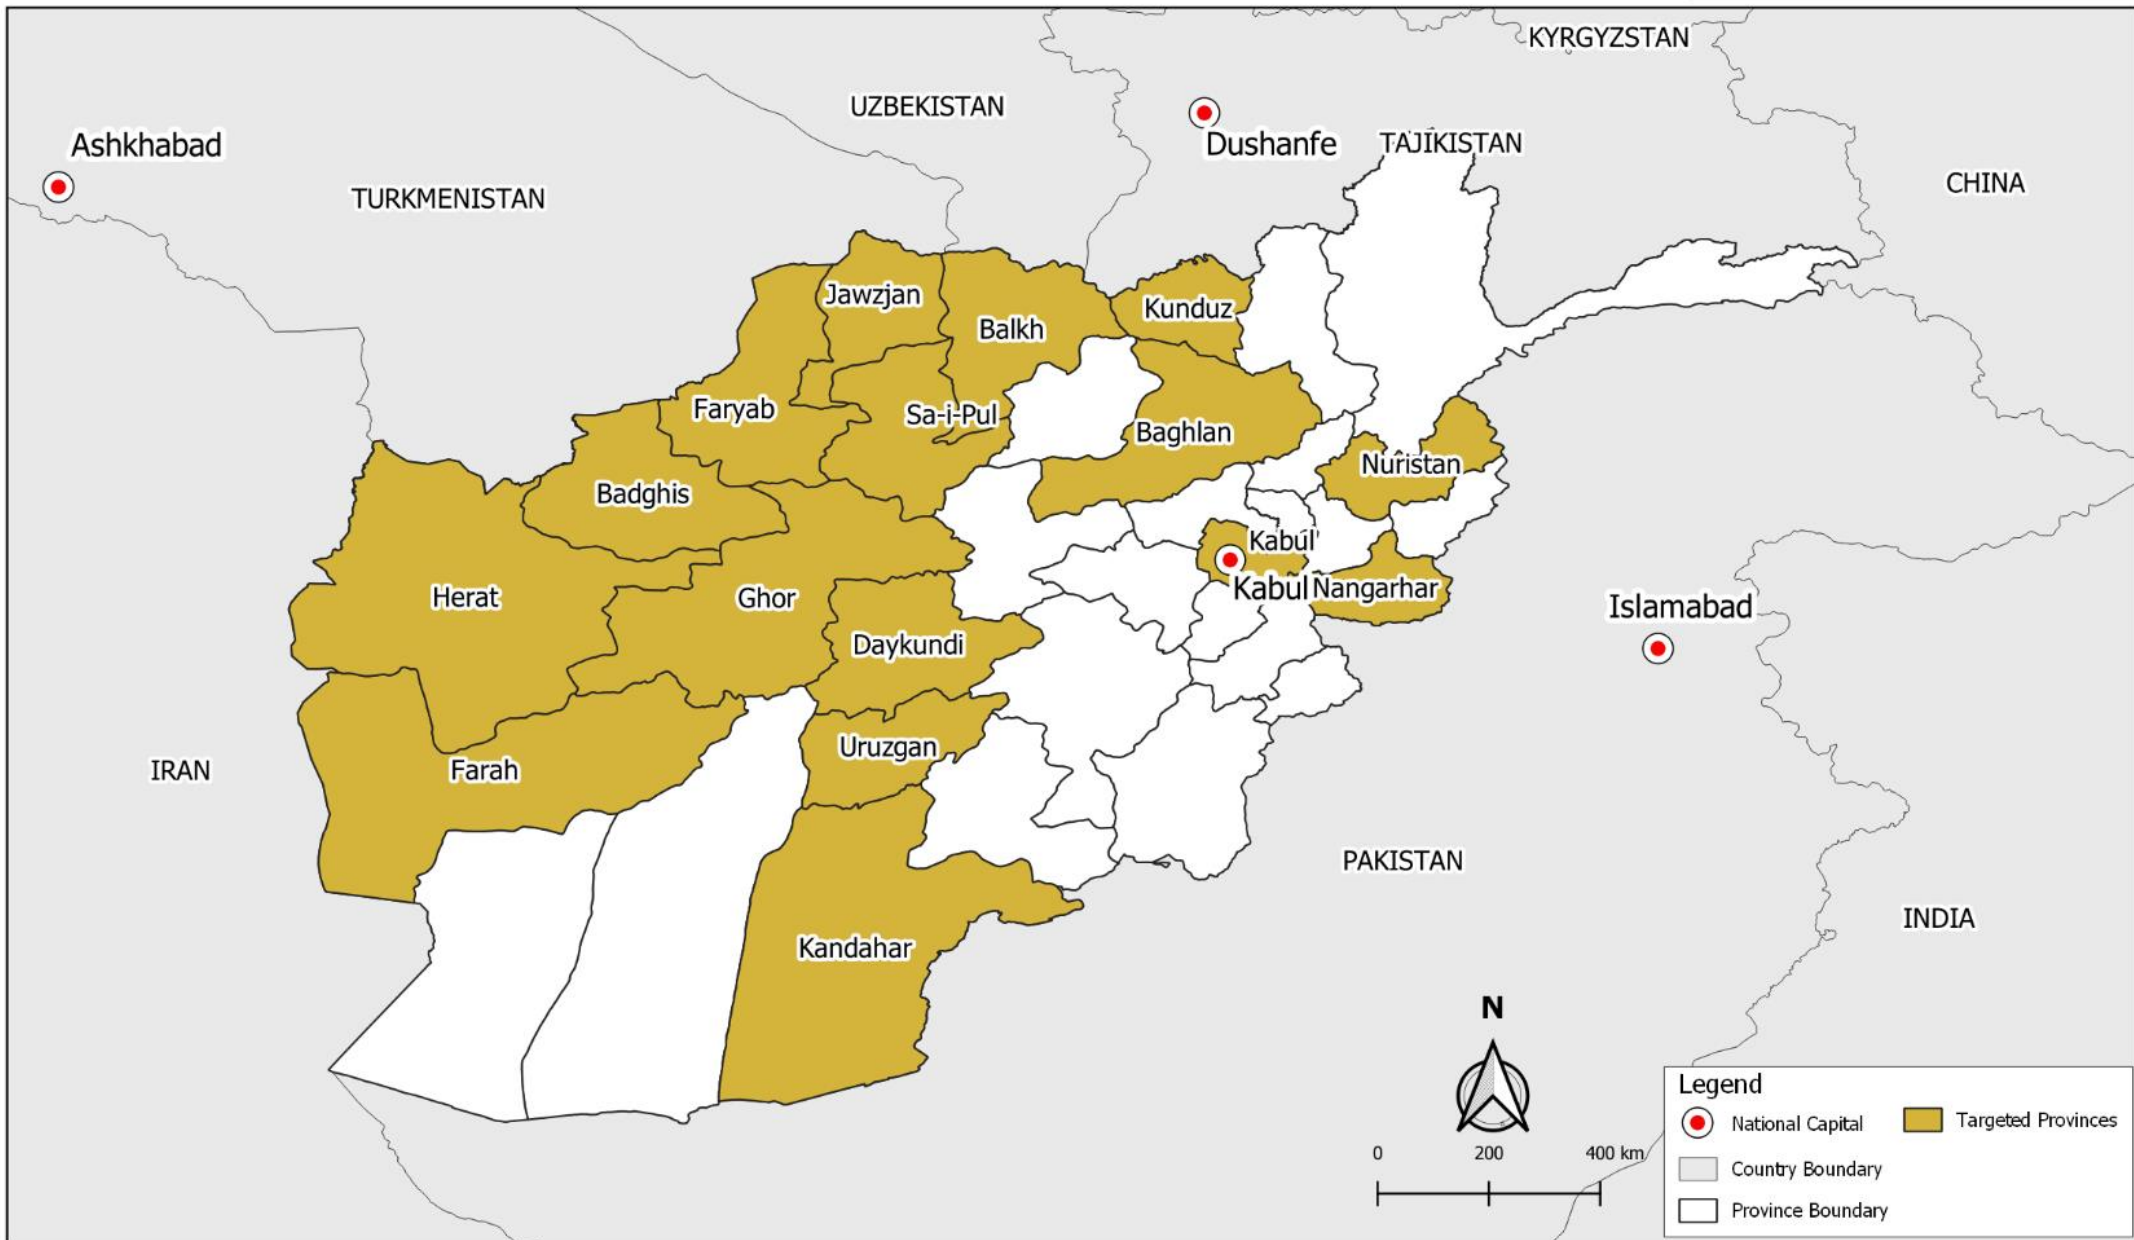 KYRGYZSTAN
UZBEKISTAN
Ashkhabad
Dushanfe
TAJIKISTAN
CHINA
TURKMENISTAN
Jawzjan
Kunduz
Balkh
Faryab
Sa-i-Pul
Baghlan
Nuristan
Badghis
Kabul
Herat
Ghor
Kabul
Nangarhar
Islamabad
Daykundi
Uruzgan
IRAN
Farah
PAKISTAN
INDIA
Kandahar
N
0 200 400 km
Legend
National Capital
Targeted Provinces
Country Boundary
Province Boundary